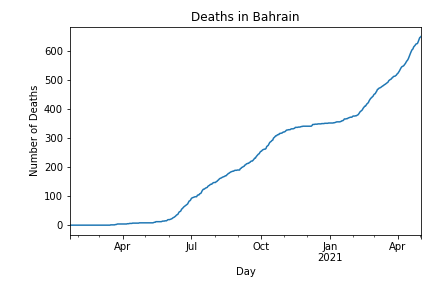 Deaths in Bahrain
Number of Deaths
600
500
400
300
200
100
0
Apr
Jul
Oct
Jan
2021
Apr
Day